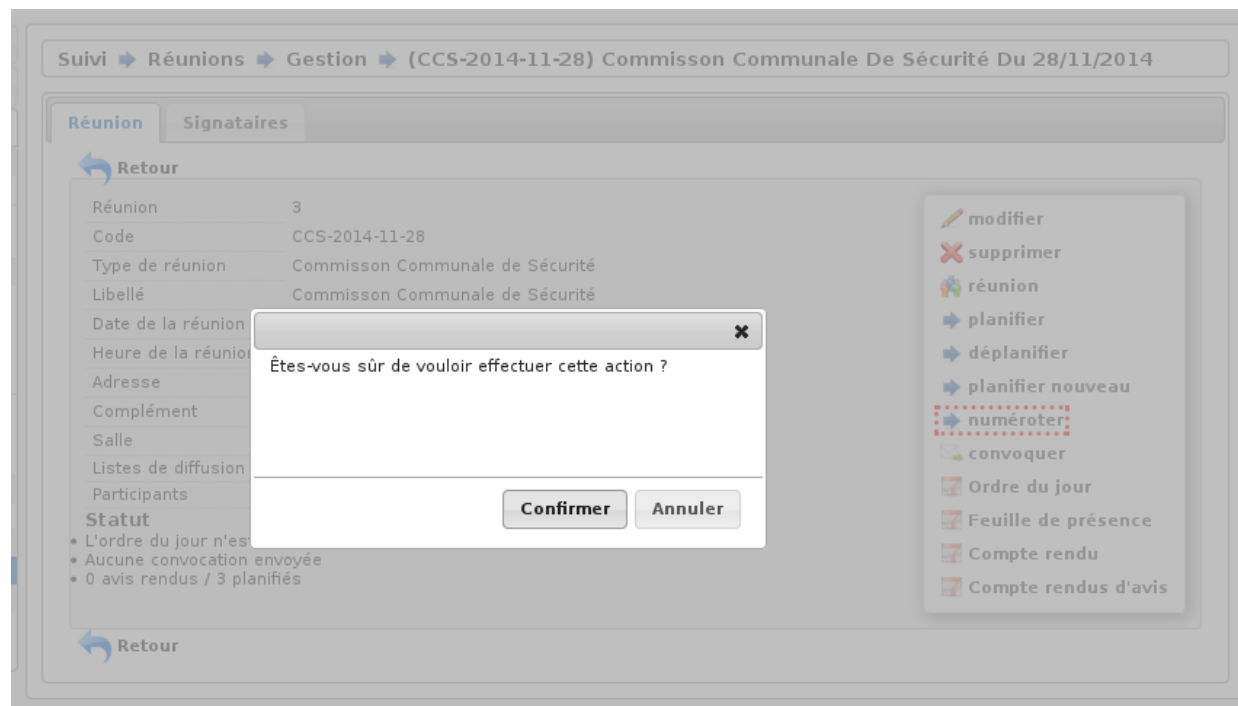 Suivi Réunions Gestion (CCS-2014-11-28) Commisson Communale De Sécurité Du 28/11/2014
Réunion Signataires
Retour
Réunion 3
Code CCS-2014-11-28
Type de réunion Commisson Communale de Sécurité
Libellé Commisson Communale de Sécurité
Date de la réunion
Heure de la réunion
Adresse
Complément
Salle
Listes de diffusion
Participants
Statut
• L'ordre du jour n'es
• Aucune convocation envoyée
• 0 avis rendus / 3 planifiés
Êtes-vous sûr de vouloir effectuer cette action ?
Confirmer Annuler
modifier
supprimer
réunion
planifier
déplanifier
planifier nouveau
numéroter
convoquer
Ordre du jour
Feuille de présence
Compte rendu
Compte rendus d'avis
Retour